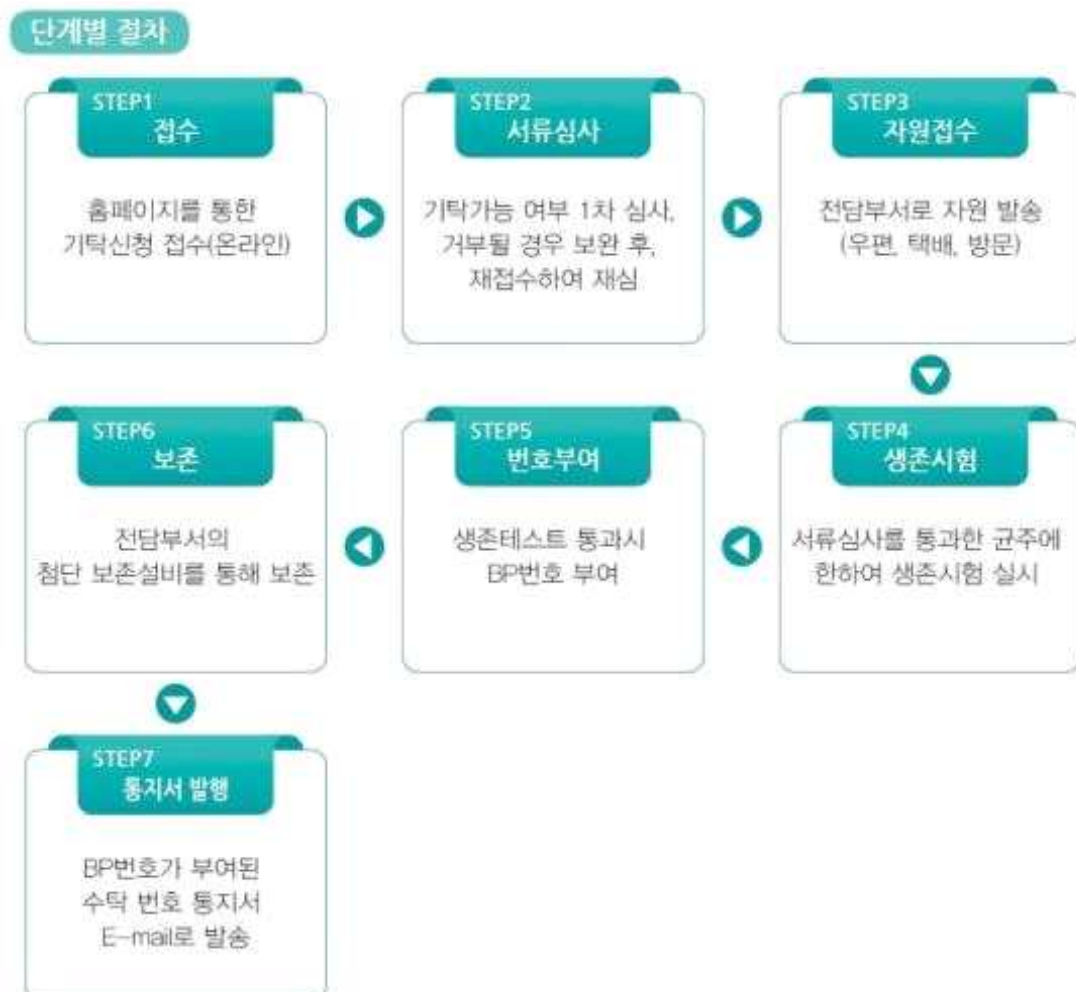 단계별 절차
STEP1
접수
홈페이지를 통한
기탁신청 접수(온라인)
STEP2
서류심사
기탁가능 여부 1차 심사,
거부될 경우 보완 후,
재접수하여 재심
STEP3
자원접수
전담부서로 자원 발송
(우편, 택배, 방문)
STEP4
생존시험
서류심사를 통과한 균주에
한하여 생존시험 실시
STEP5
번호부여
생존테스트 통과시
BP번호 부여
STEP6
보존
전담부서의
첨단 보존설비를 통해 보존
STEP7
통지서 발행
BP번호가 부여된
수탁 번호 통지서
E-mail로 발송